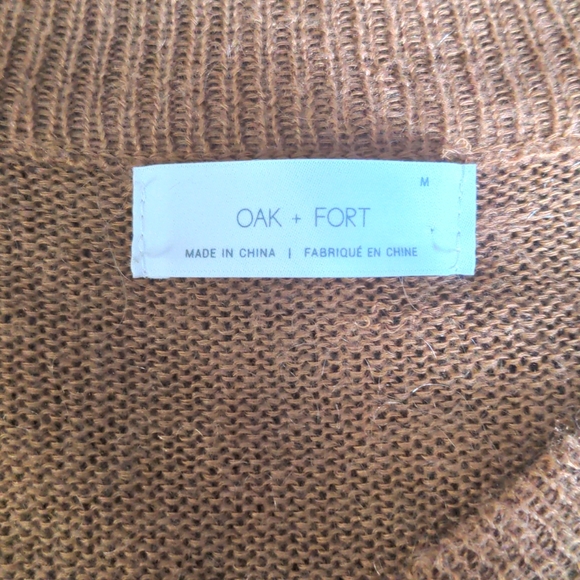 M
OAK + FORT
MADE IN CHINA | FABRIQUÉ EN CHINE